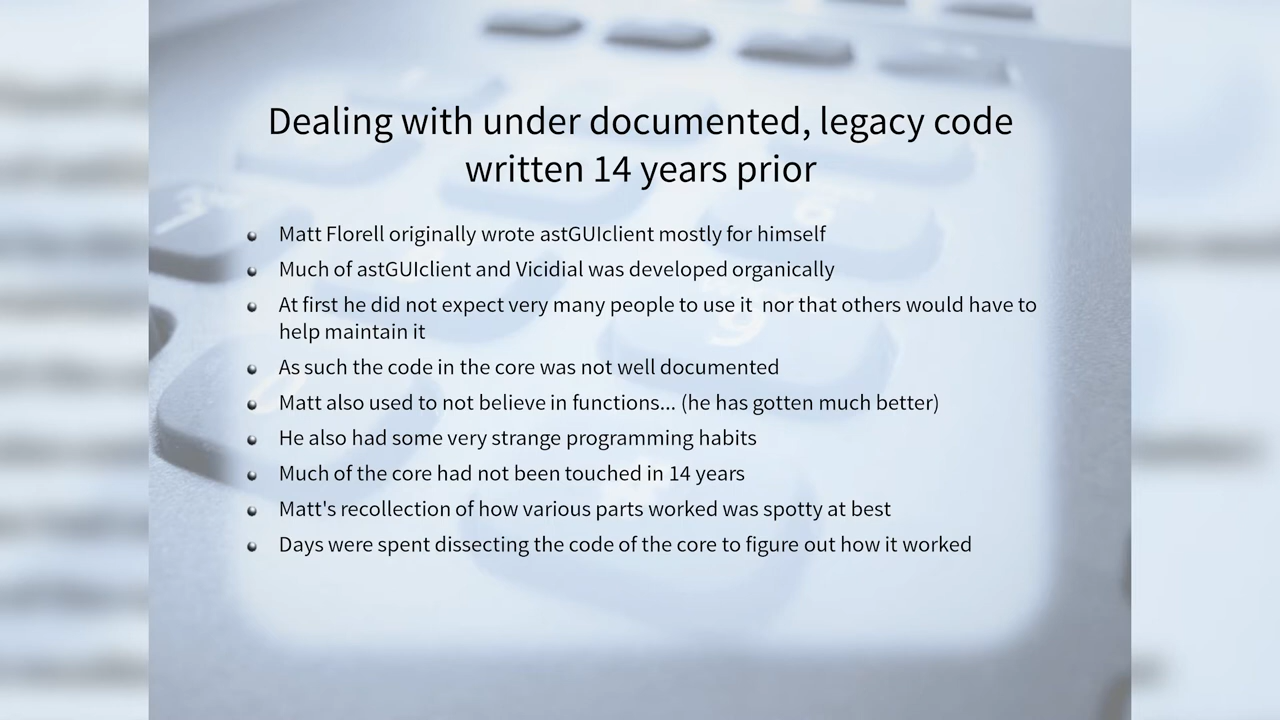 Dealing with under documented, legacy code
written 14 years prior
Matt Florell originally wrote astGUIclient mostly for himself
Much of astGUIclient and Vicidial was developed organically
At first he did not expect very many people to use it  nor that others would have to
help maintain it
As such the code in the core was not well documented
Matt also used to not believe in functions... (he has gotten much better)
He also had some very strange programming habits
Much of the core had not been touched in 14 years
Matt's recollection of how various parts worked was spotty at best
Days were spent dissecting the code of the core to figure out how it worked